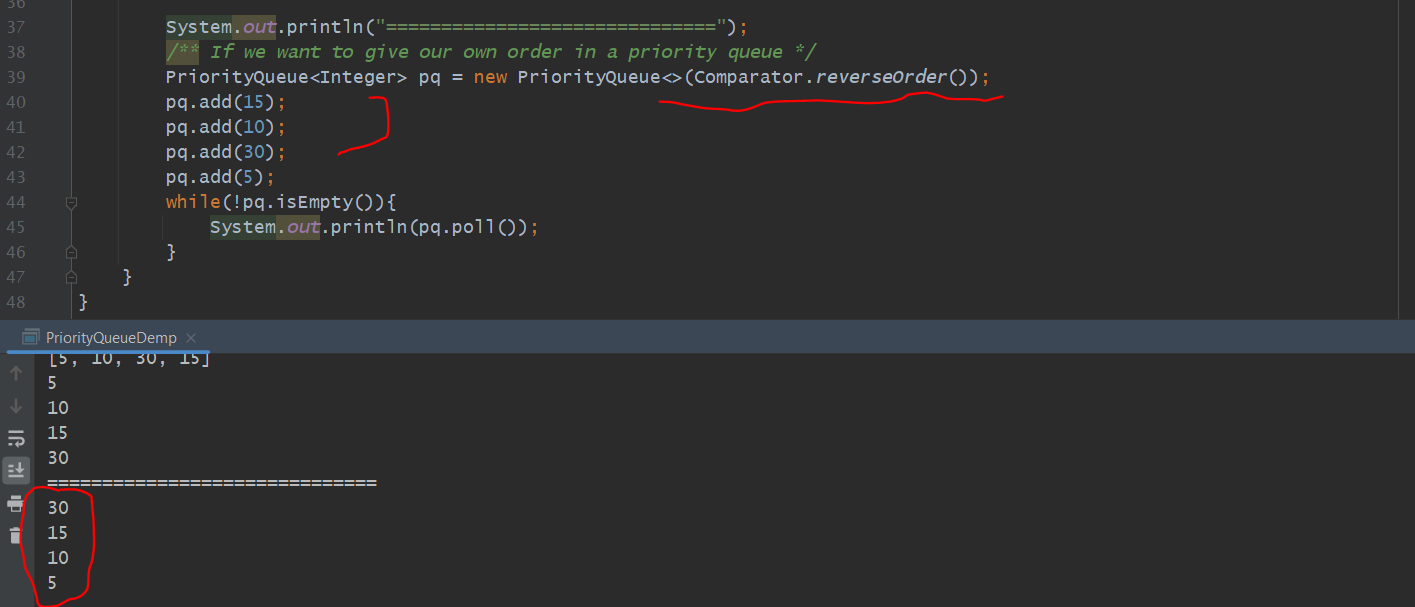 36
37 System.out.println("==============================");
38 /** If we want to give our own order in a priority queue */
39 PriorityQueue<Integer> pq = new PriorityQueue<>(Comparator.reverseOrder());
40 pq.add(15);
41 pq.add(10);
42 pq.add(30);
43 pq.add(5);
44 while(!pq.isEmpty()){
45 System.out.println(pq.poll());
46 }
47 }
48 }
PriorityQueueDemp
[5, 10, 30, 15]
5
10
15
30
==============================
30
15
10
5